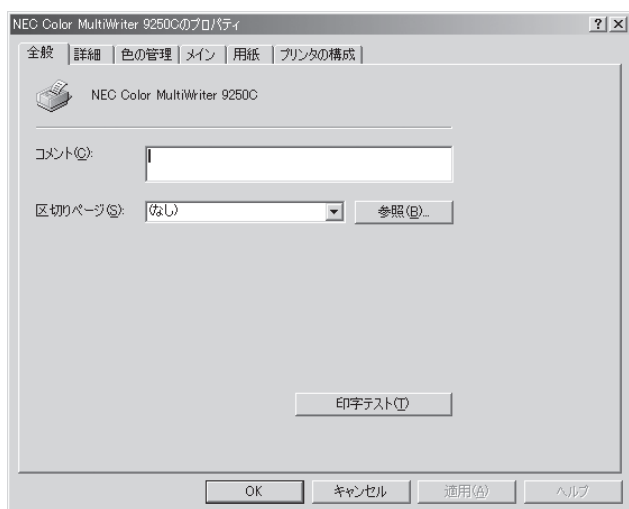 NEC Color MultiWriter 9250Cのプロパティ
全般 詳細 色の管理 メイン 用紙 プリンタの構成
NEC Color MultiWriter 9250C
コメント(C):
区切りページ(S): (なし) 参照(B)...
印字テスト(T)
OK キャンセル 適用(A) ヘルプ